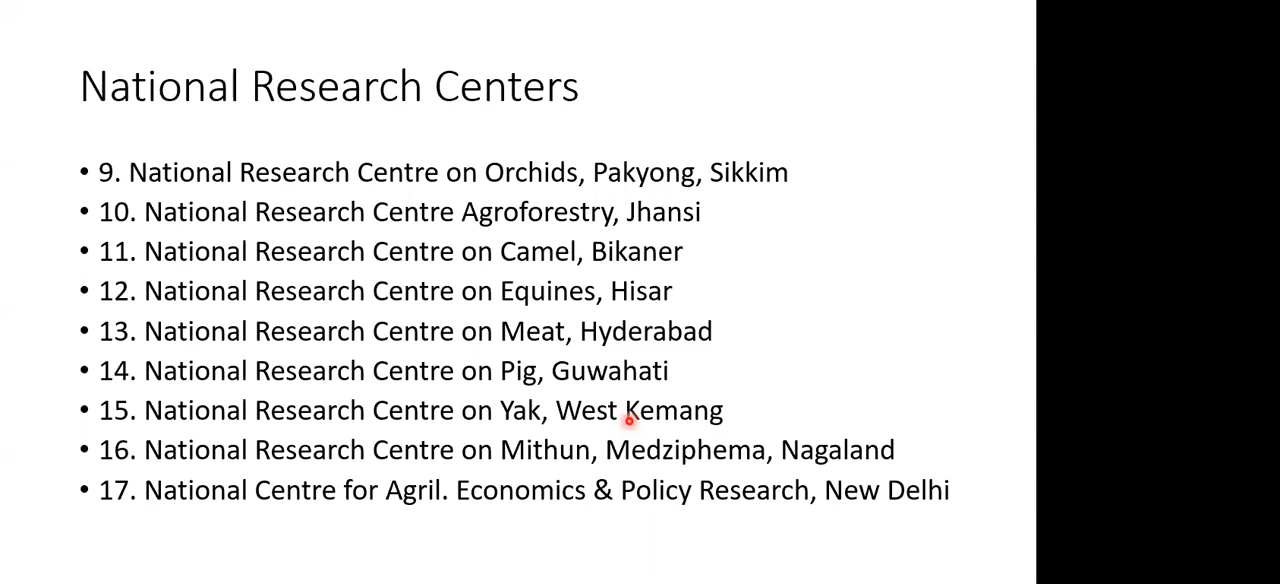 National Research Centers
• 9. National Research Centre on Orchids, Pakyong, Sikkim
• 10. National Research Centre Agroforestry, Jhansi
• 11. National Research Centre on Camel, Bikaner
• 12. National Research Centre on Equines, Hisar
• 13. National Research Centre on Meat, Hyderabad
• 14. National Research Centre on Pig, Guwahati
• 15. National Research Centre on Yak, West Kemang
• 16. National Research Centre on Mithun, Medziphema, Nagaland
• 17. National Centre for Agril. Economics & Policy Research, New Delhi